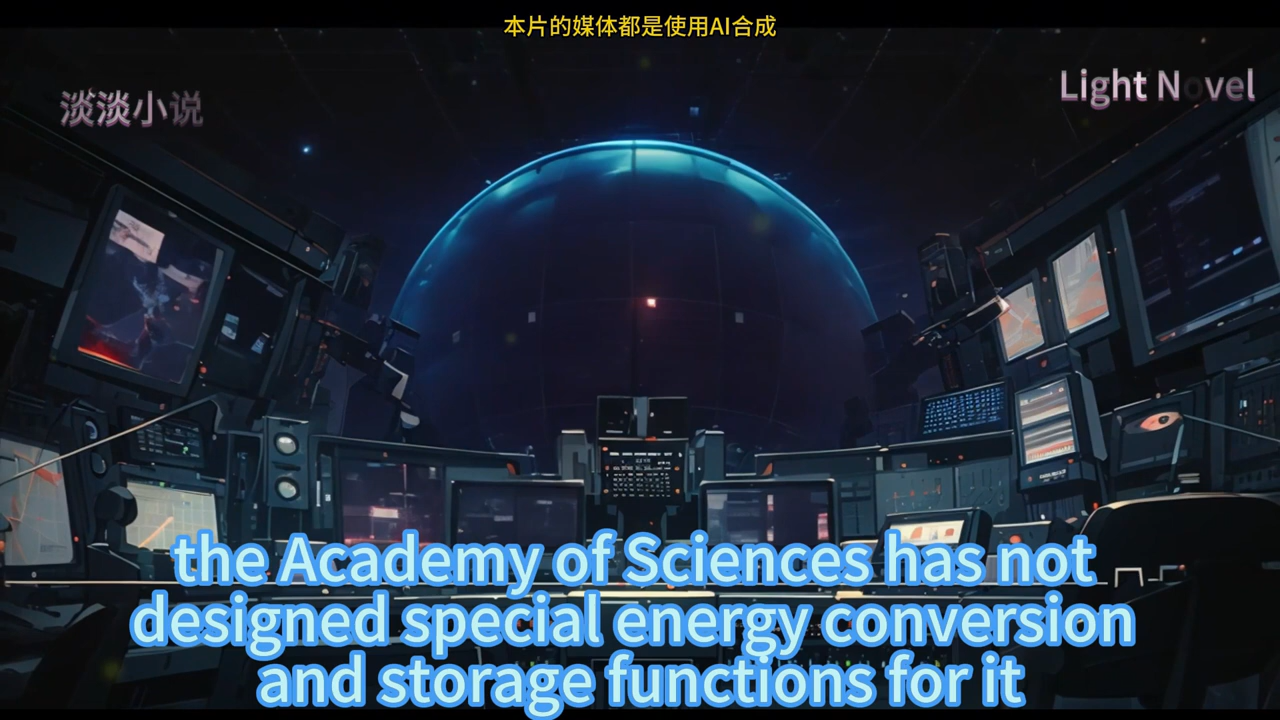 本片的媒体都是使用AI合成
淡淡小说
Light Novel
the Academy of Sciences has not
designed special energy conversion
and storage functions for it